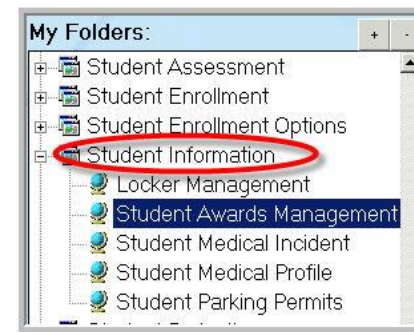 My Folders:
+ -
Student Assessment
Student Enrollment
Student Enrollment Options
Student Information
Locker Management
Student Awards Management
Student Medical Incident
Student Medical Profile
Student Parking Permits